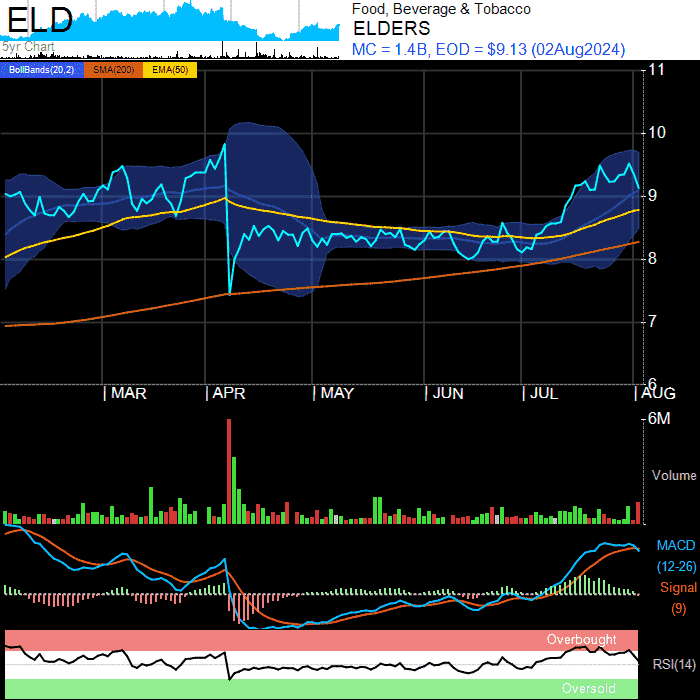 ELD
5yr Chart
Food, Beverage & Tobacco
ELDERS
MC = 1.4B, EOD = $9.13 (02Aug2024)
BollBands(20,2) SMA(200) EMA(50)
11
10
9
8
7
6
MAR APR MAY JUN JUL AUG
6M
Volume
MACD
(12-26)
Signal
(9)
Overbought
RSI(14)
Oversold